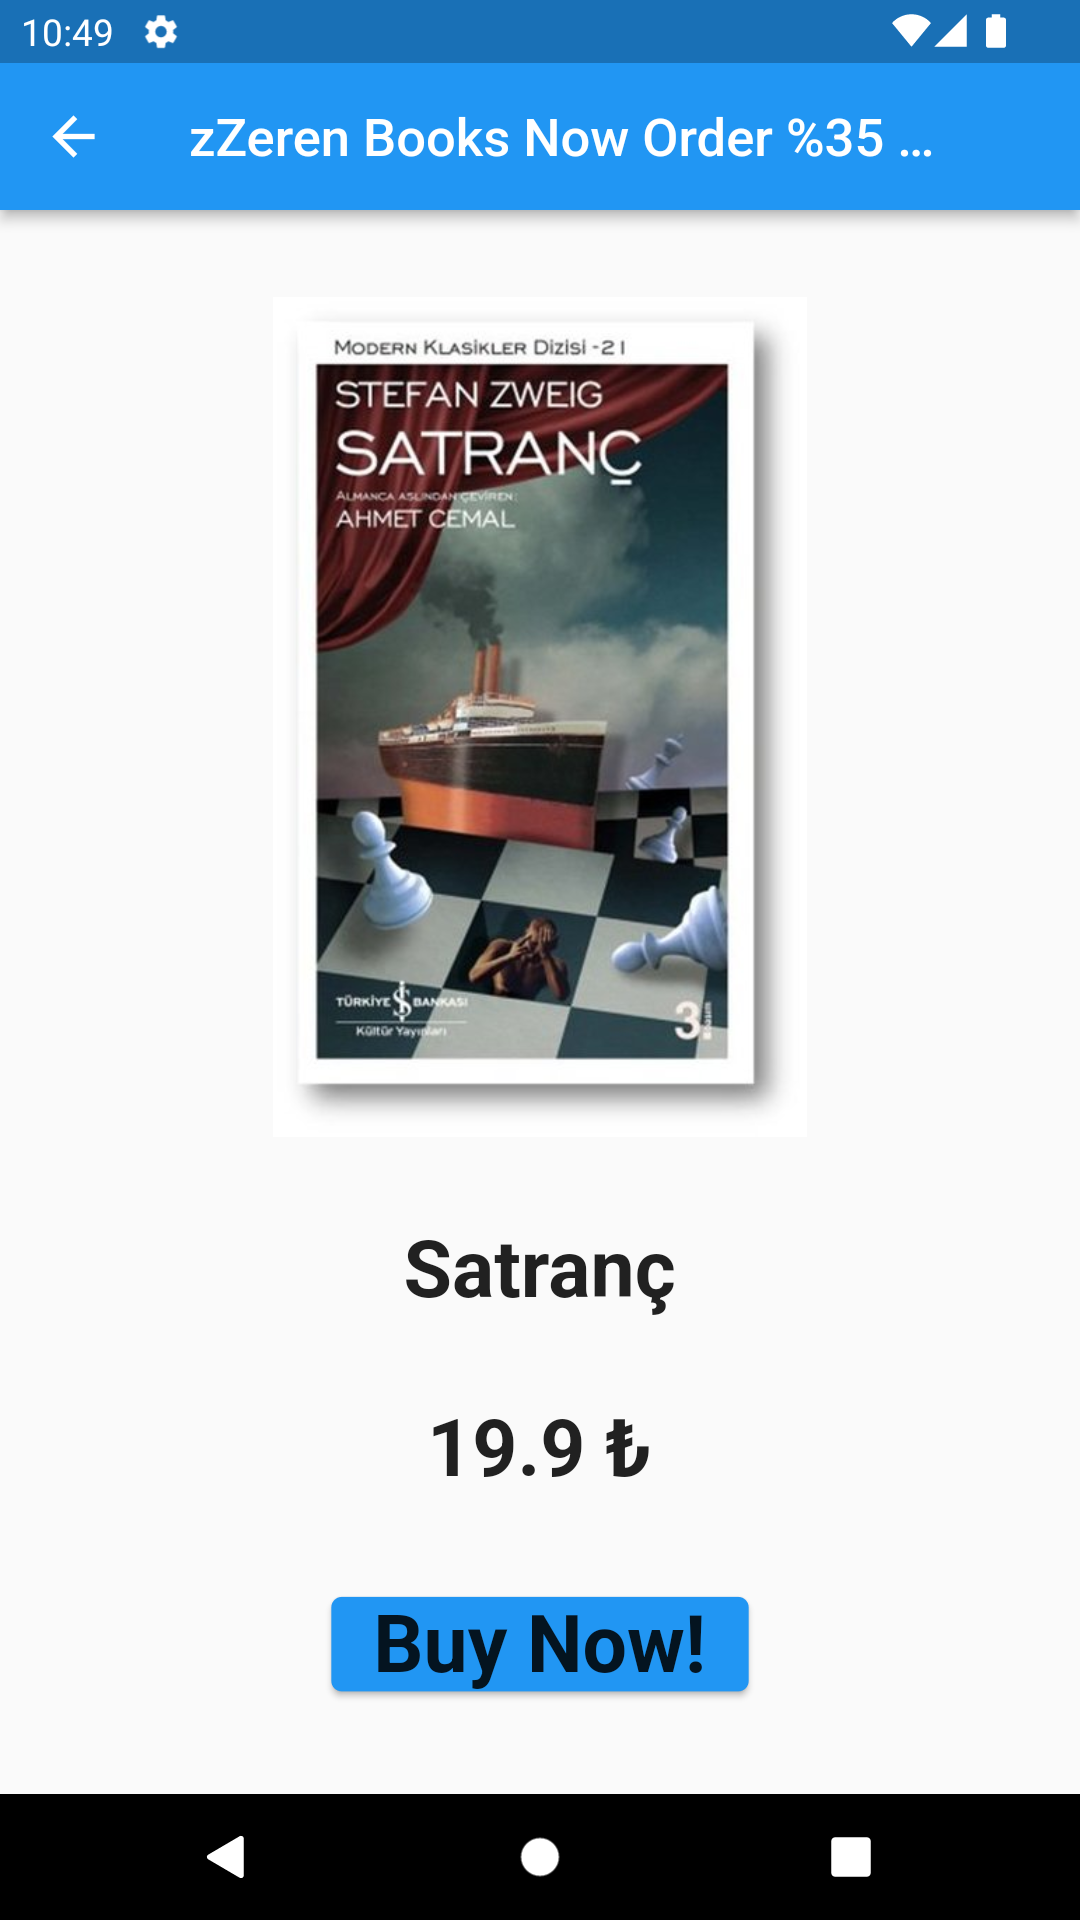 10:49
zZeren Books Now Order %35 ...
MODERN KLASİKLER DİZİSİ -21
STEFAN ZWEIG
SATRANÇ
ALMANCA ASLINDAN ÇEVİREN:
AHMET CEMAL
TÜRKİYE İŞ BANKASI
Kültür Yayınları
3.
Basım
Satranç
19.9 ₺
Buy Now!